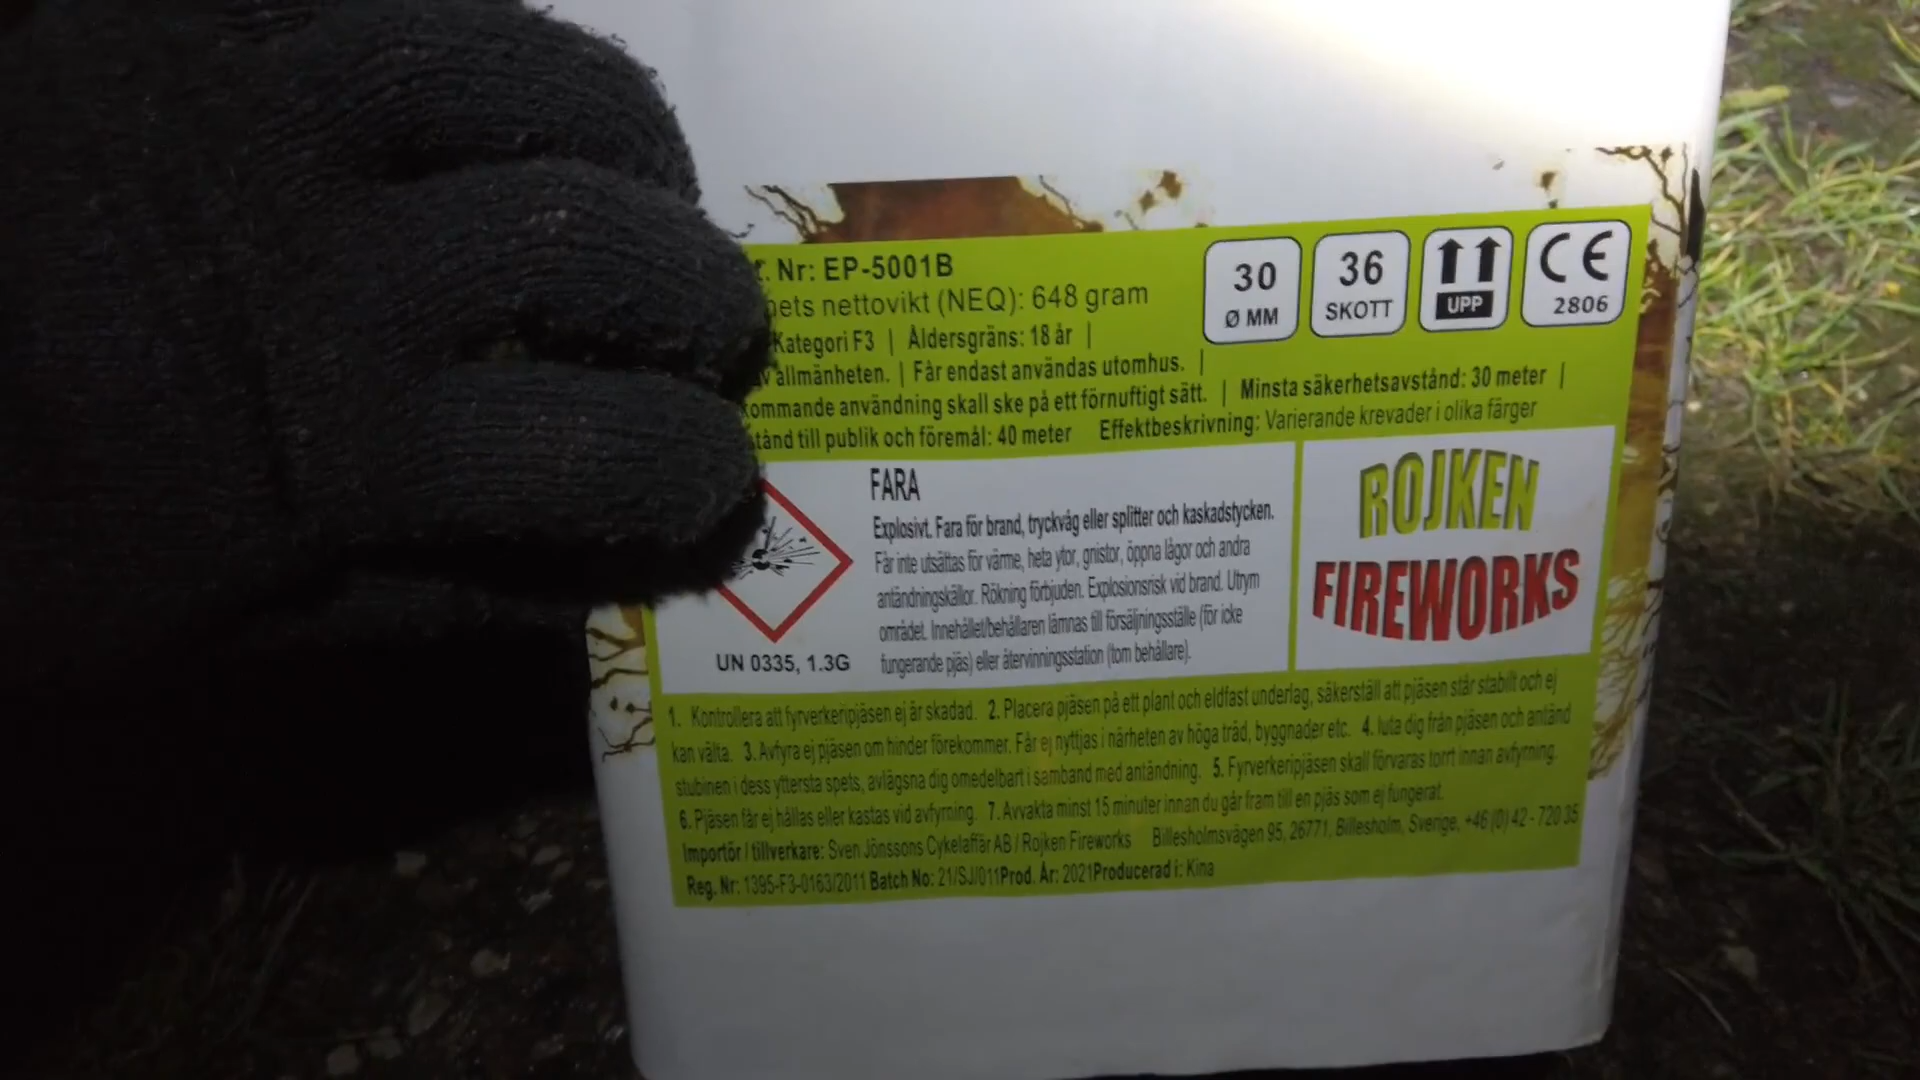 . Nr: EP-5001B
pets nettovikt (NEQ): 648 gram
Kategori F3 | Åldersgräns: 18 år |
v allmänheten. | Får endast användas utomhus. |
kommande användning skall ske på ett förnuftigt sätt. | Minsta säkerhetsavstånd: 30 meter |
tånd till publik och föremål: 40 meter Effektbeskrivning: Varierande krevader i olika färger
30
Ø MM
36
SKOTT
UPP
CE
2806
FARA
Explosivt. Fara för brand, tryckvåg eller splitter och kaskadstycken.
Får inte utsättas för värme, heta ytor, gnistor, öppna lågor och andra
antändningskällor. Rökning förbjuden. Explosionsrisk vid brand. Utrym
området. Innehållet/behållaren lämnas till försäljningsställe (för icke
fungerande pjäs) eller återvinningsstation (tom behållare).
UN 0335, 1.3G
ROJKEN
FIREWORKS
1. Kontrollera att fyrverkeripjäsen ej är skadad. 2. Placera pjäsen på ett plant och eldfast underlag, säkerställ att pjäsen står stabilt och ej
kan välta. 3. Avfyra ej pjäsen om hinder förekommer. Får ej nyttjas i närheten av höga träd, byggnader etc. 4. luta dig från pjäsen och antänd
stubinen i dess yttersta spets, avlägsna dig omedelbart i samband med antändning. 5. Fyrverkeripjäsen skall förvaras torrt innan avfyrning.
6. Pjäsen får ej hållas eller kastas vid avfyrning. 7. Avvakta minst 15 minuter innan du går fram till en pjäs som ej fungerat.
Importör / tillverkare: Sven Jönssons Cykelaffär AB / Rojken Fireworks Billesholmsvägen 95, 26771, Billesholm, Sverige, +46 (0) 42 - 720 35
Reg. Nr: 1395-F3-0163/2011 Batch No: 21/SJ/011Prod. År: 2021Producerad i: Kina